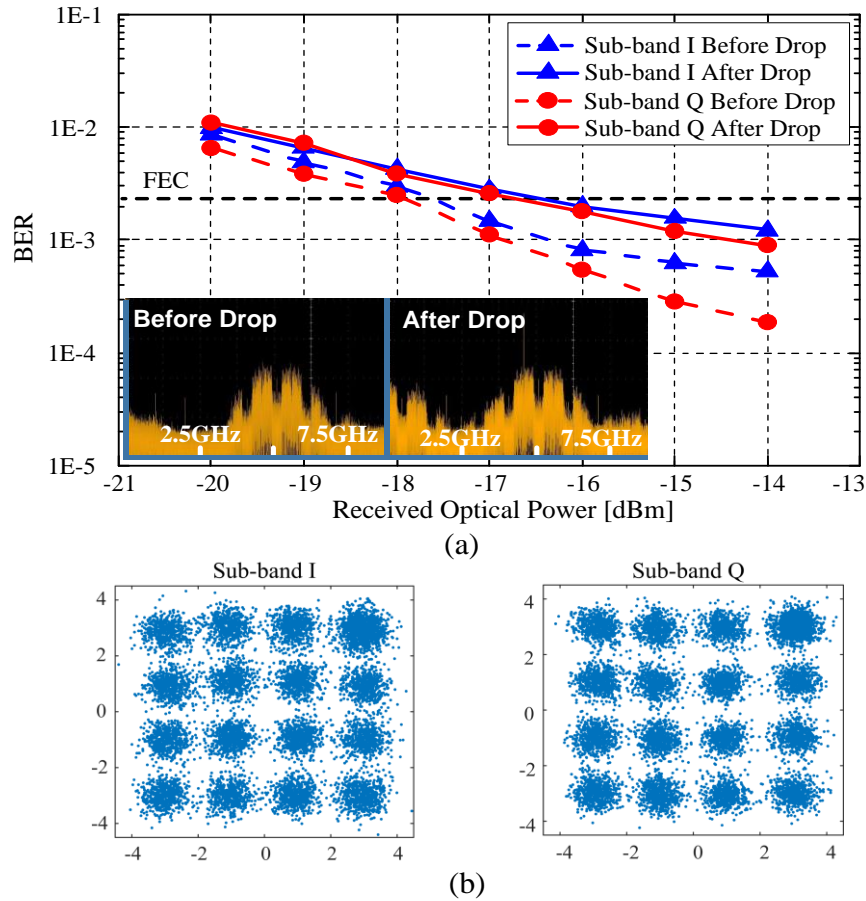 1E-1
1E-2
1E-3
1E-4
1E-5
BER
FEC
Sub-band I Before Drop
Sub-band I After Drop
Sub-band Q Before Drop
Sub-band Q After Drop
Before Drop
2.5GHz 7.5GHz
After Drop
2.5GHz 7.5GHz
-21 -20 -19 -18 -17 -16 -15 -14 -13
Received Optical Power [dBm]
(a)
Sub-band I
4
2
0
-2
-4
-4 -2 0 2 4
Sub-band Q
4
2
0
-2
-4
-4 -2 0 2 4
(b)